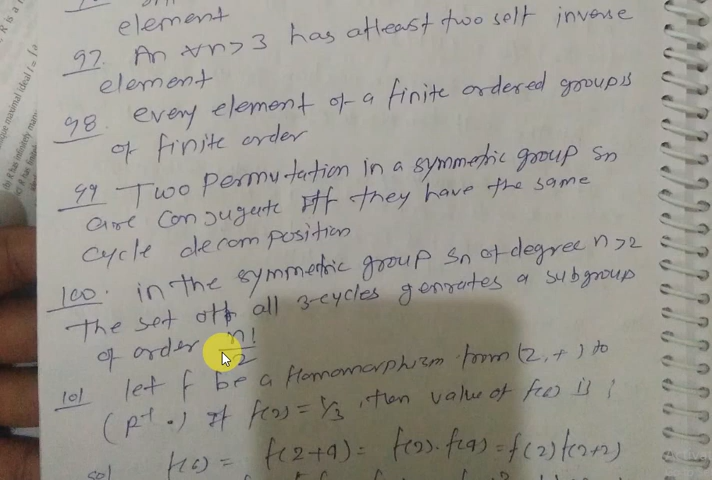 element
97. An ∀n>3 has atleast two self inverse
element
98. every element of a finite ordered group is
of finite order
99 Two permutation in a symmetric group Sn
are conjugate iff they have the same
cycle decomposition
100. in the symmetric group Sn of degree n>2
the set off all 3-cycles genrates a subgroup
of order n!/2
101 let f be a Homomorphism from (Z,+) to
(R+ .) if f(2) = 1/3, then value of f(6) is ;
sol f(6) = f(2+4) = f(2).f(4) = f(2) f(2+2)